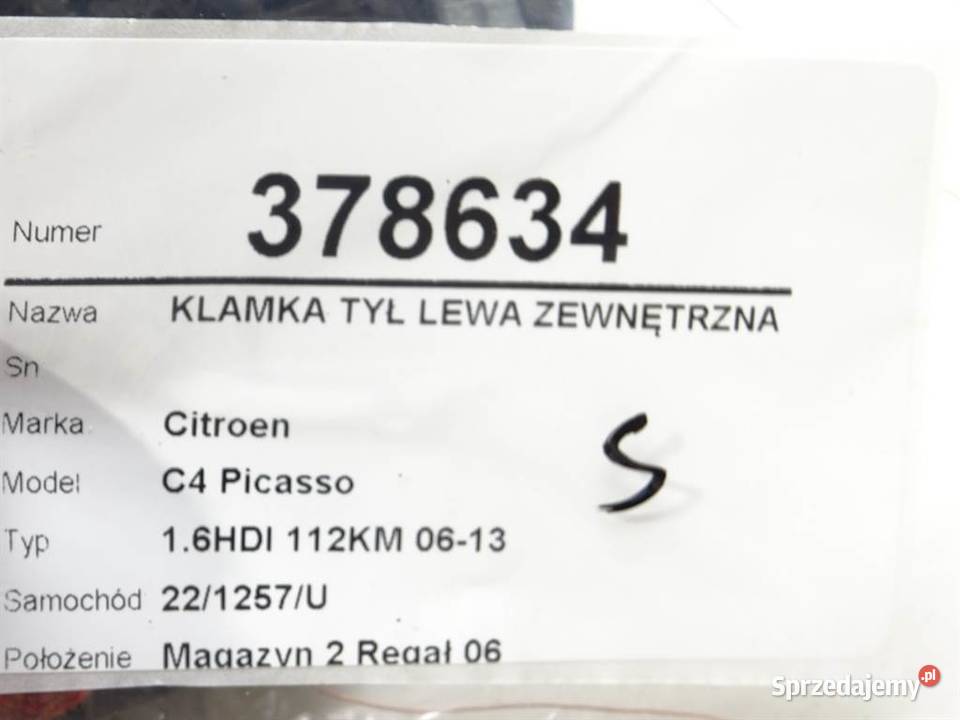 Numer 378634
Nazwa KLAMKA TYŁ LEWA ZEWNĘTRZNA
Sn
Marka Citroen
Model C4 Picasso
Typ 1.6HDI 112KM 06-13
Samochód 22/1257/U
Położenie Magazyn 2 Regał 06
S
Sprzedajemy.pl